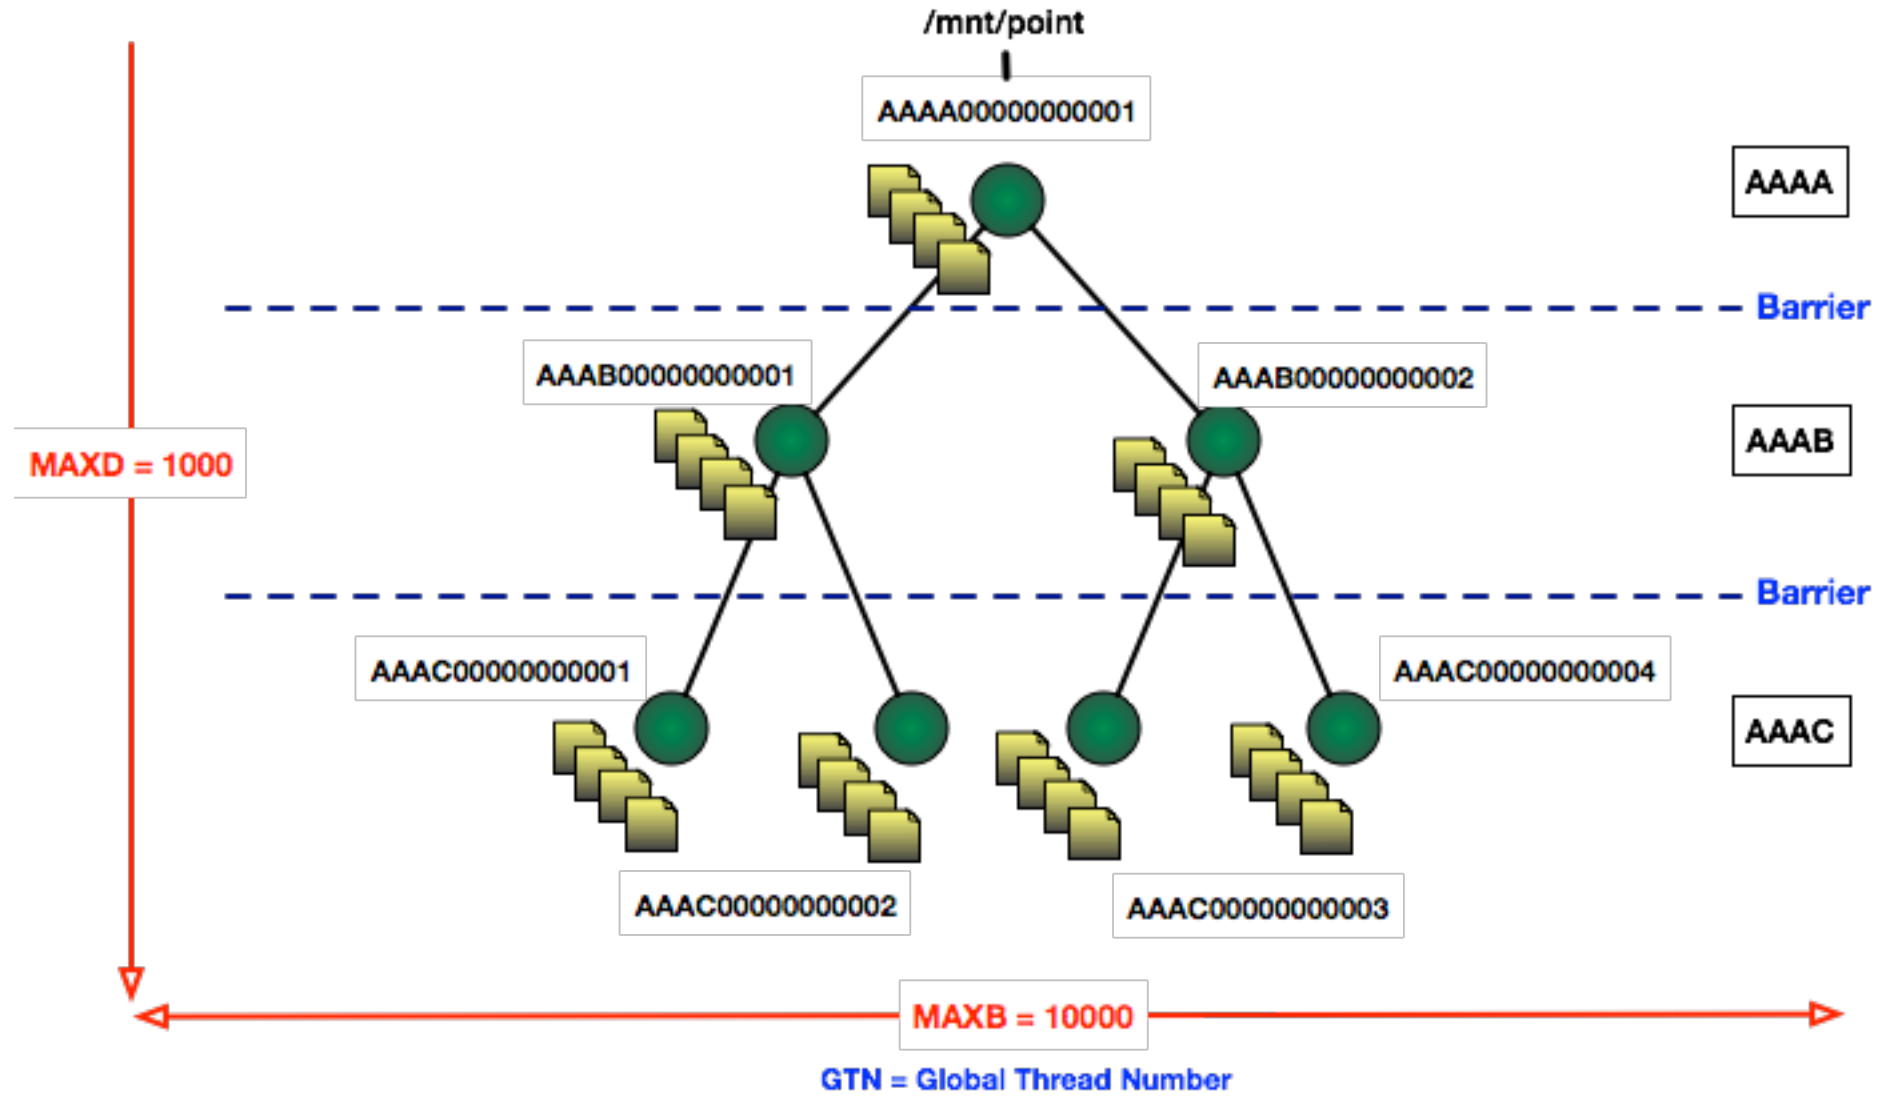 /mnt/point
AAAA00000000001
AAAA
Barrier
AAAB00000000001
AAAB00000000002
AAAB
MAXD = 1000
Barrier
AAAC00000000001
AAAC00000000004
AAAC
AAAC00000000002
AAAC00000000003
MAXB = 10000
GTN = Global Thread Number